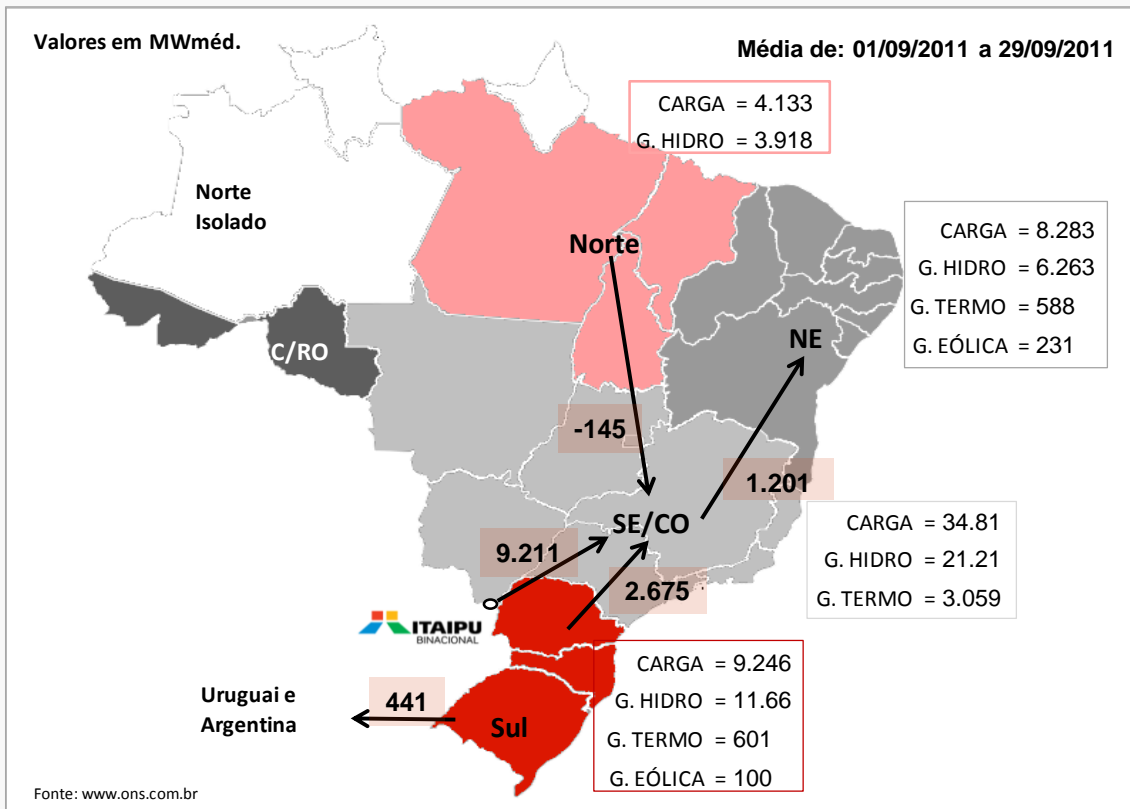 Valores em MWméd.
Média de: 01/09/2011 a 29/09/2011
CARGA = 4.133
G. HIDRO = 3.918
Norte
Isolado
Norte
CARGA = 8.283
G. HIDRO = 6.263
G. TERMO = 588
G. EÓLICA = 231
C/RO
NE
-145
1.201
SE/CO
9.211
2.675
CARGA = 34.81
G. HIDRO = 21.21
G. TERMO = 3.059
ITAIPU
BINACIONAL
Uruguai e
Argentina
441
Sul
CARGA = 9.246
G. HIDRO = 11.66
G. TERMO = 601
G. EÓLICA = 100
Fonte: www.ons.com.br